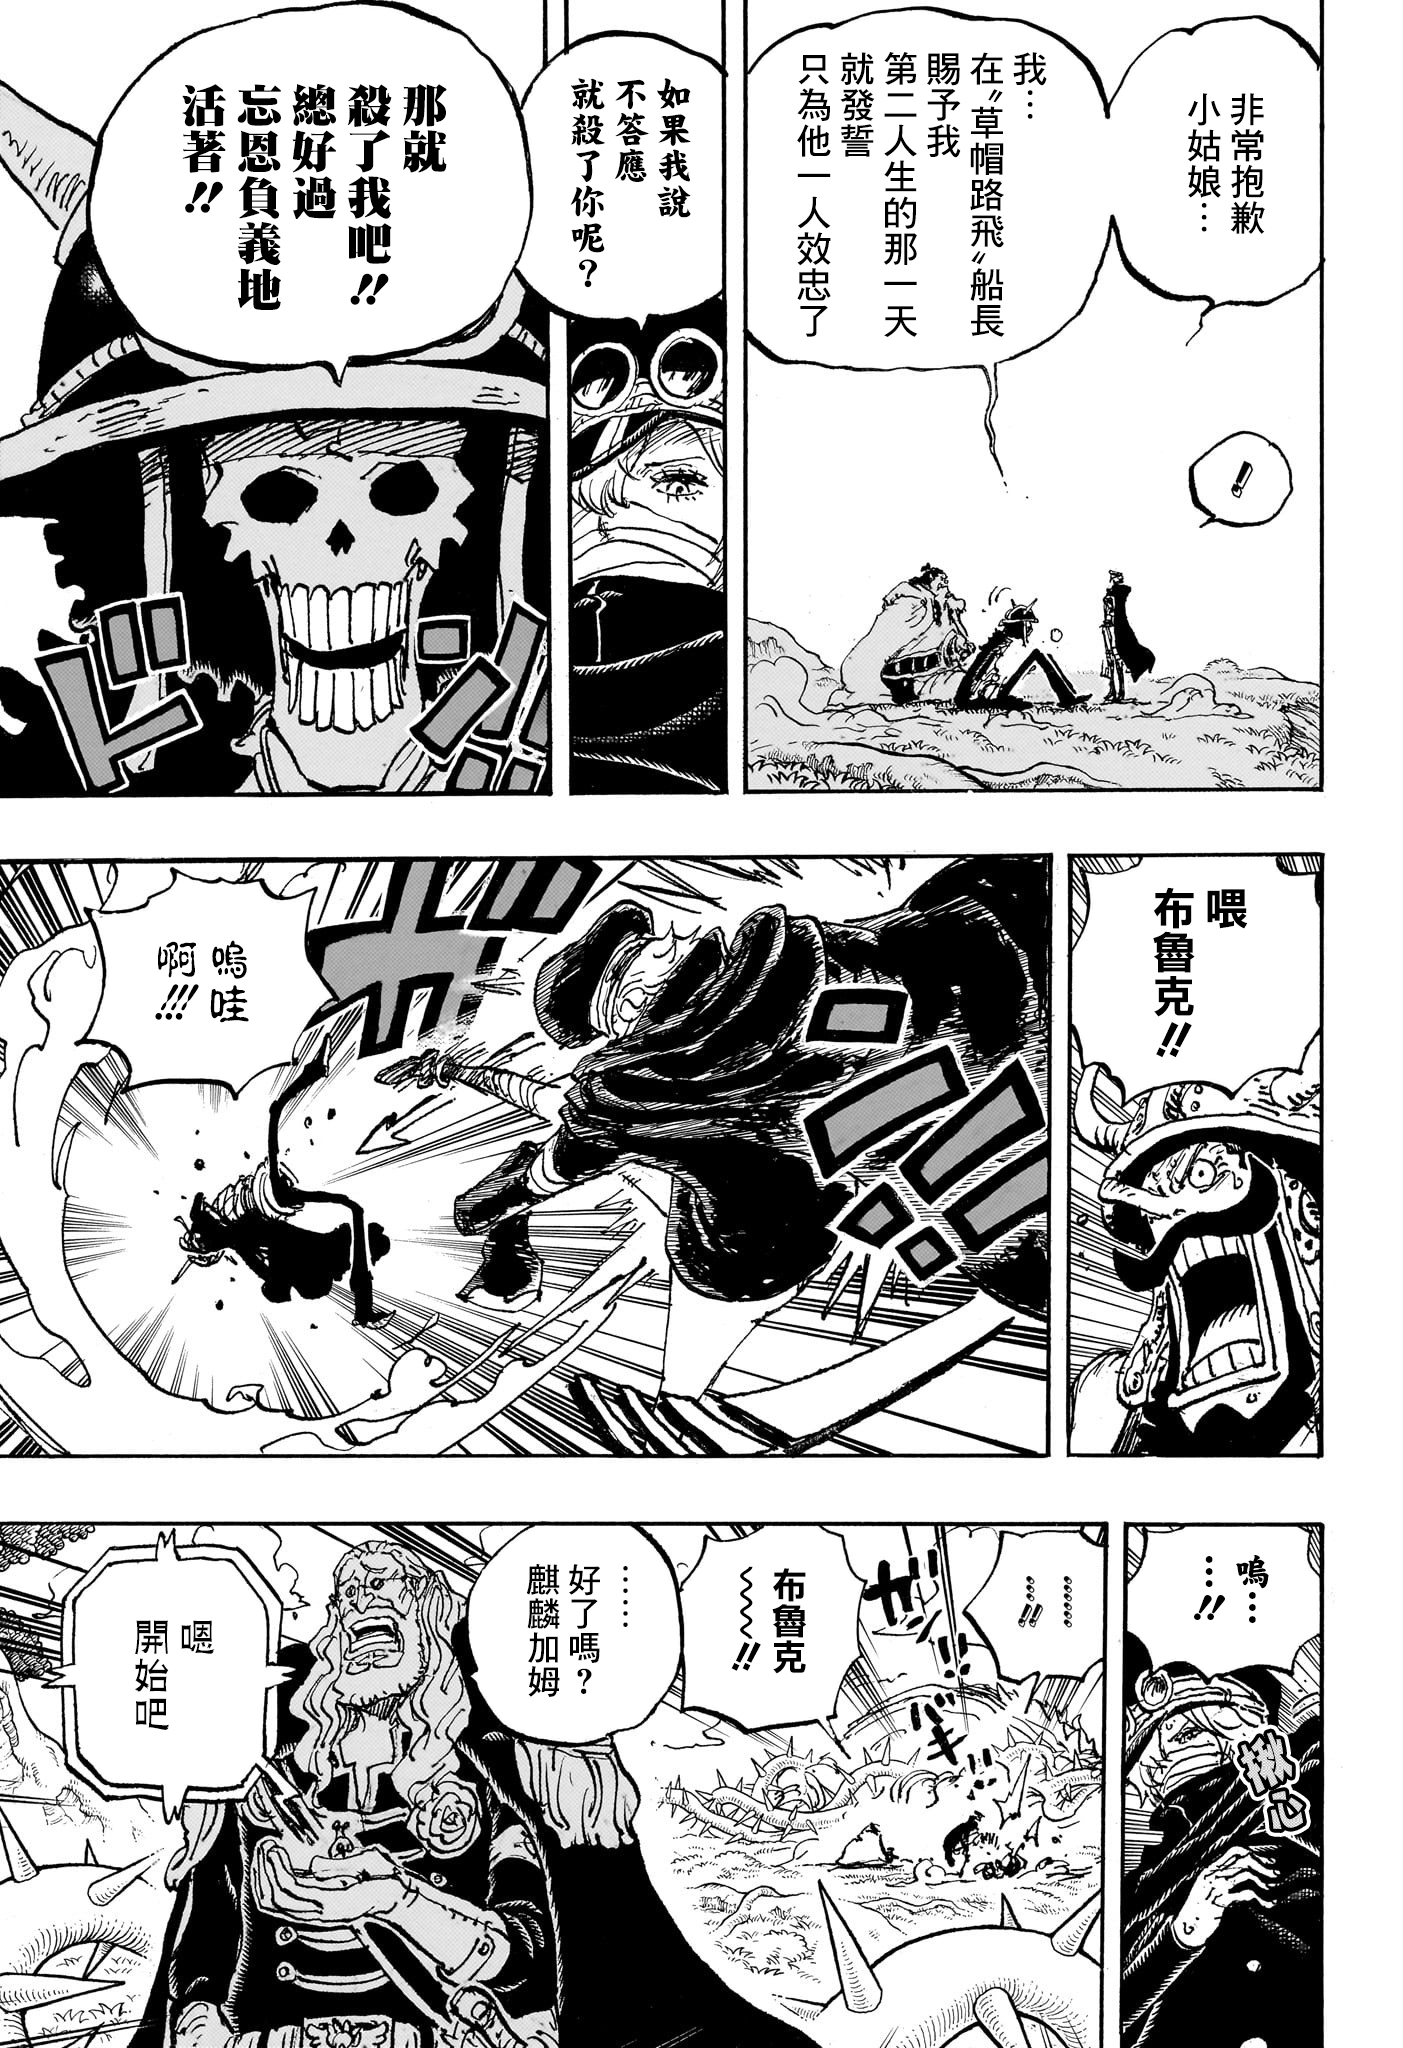 非常抱歉
小姑娘…
我…
在〝草帽路飛〞船長
賜予我
第二人生的那一天
就發誓
只為他一人效忠了
!
如果我說
不答應
就殺了你呢？
那就
殺了我吧!!
總好過
忘恩負義地
活著!!
ドン
喂
布魯克!!
嗚哇
啊!!!
嗚…
…!!
揪心
……!!
…!!
布魯克
~~~~!!
……
好了嗎？
麒麟加姆
嗯
開始吧